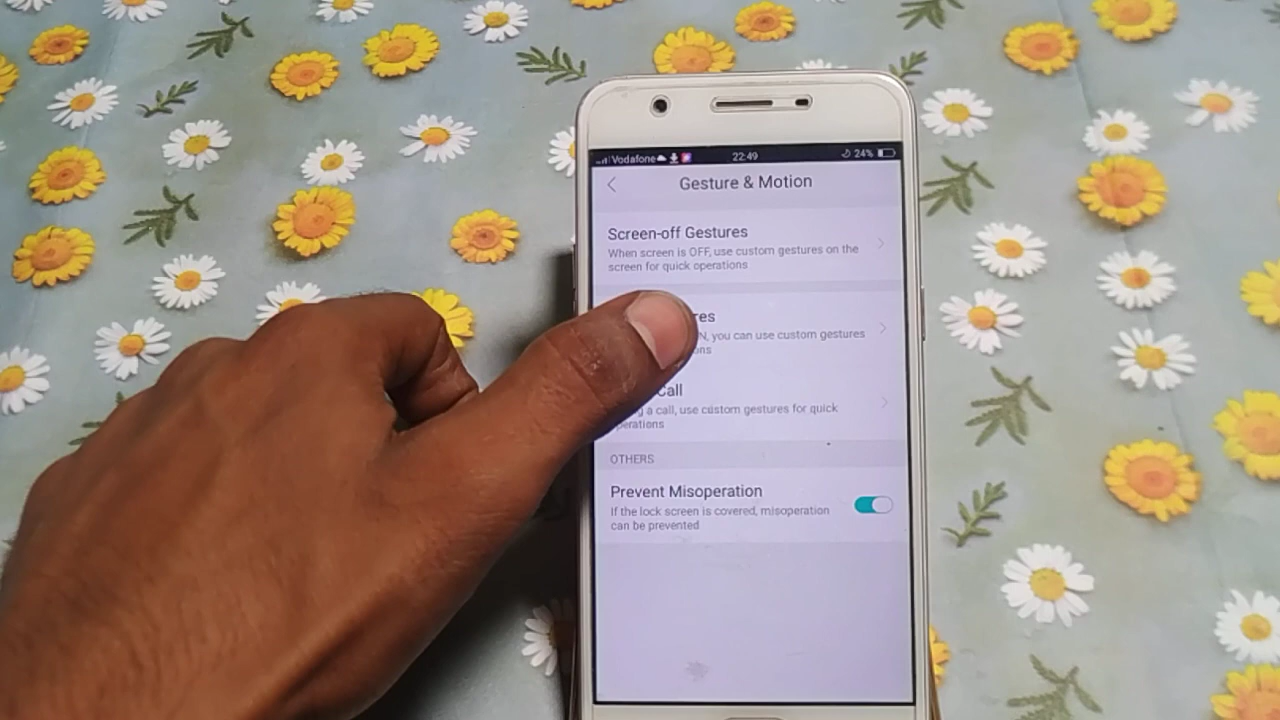 Vodafone 22:49 24%
Gesture & Motion
Screen-off Gestures
When screen is OFF, use custom gestures on the
screen for quick operations
res
N, you can use custom gestures
ons
Call
g a call, use custom gestures for quick
perations
OTHERS
Prevent Misoperation
If the lock screen is covered, misoperation
can be prevented